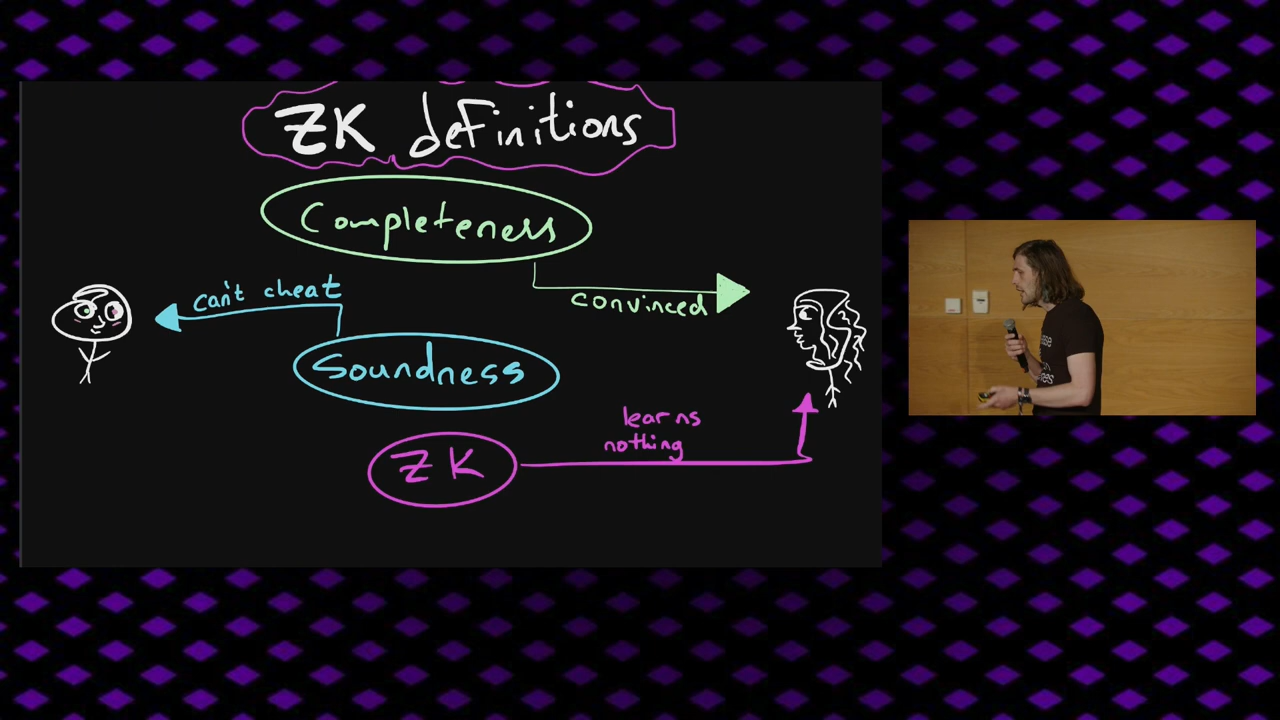 ZK definitions
Completeness
can't cheat
convinced
Soundness
learns
nothing
ZK